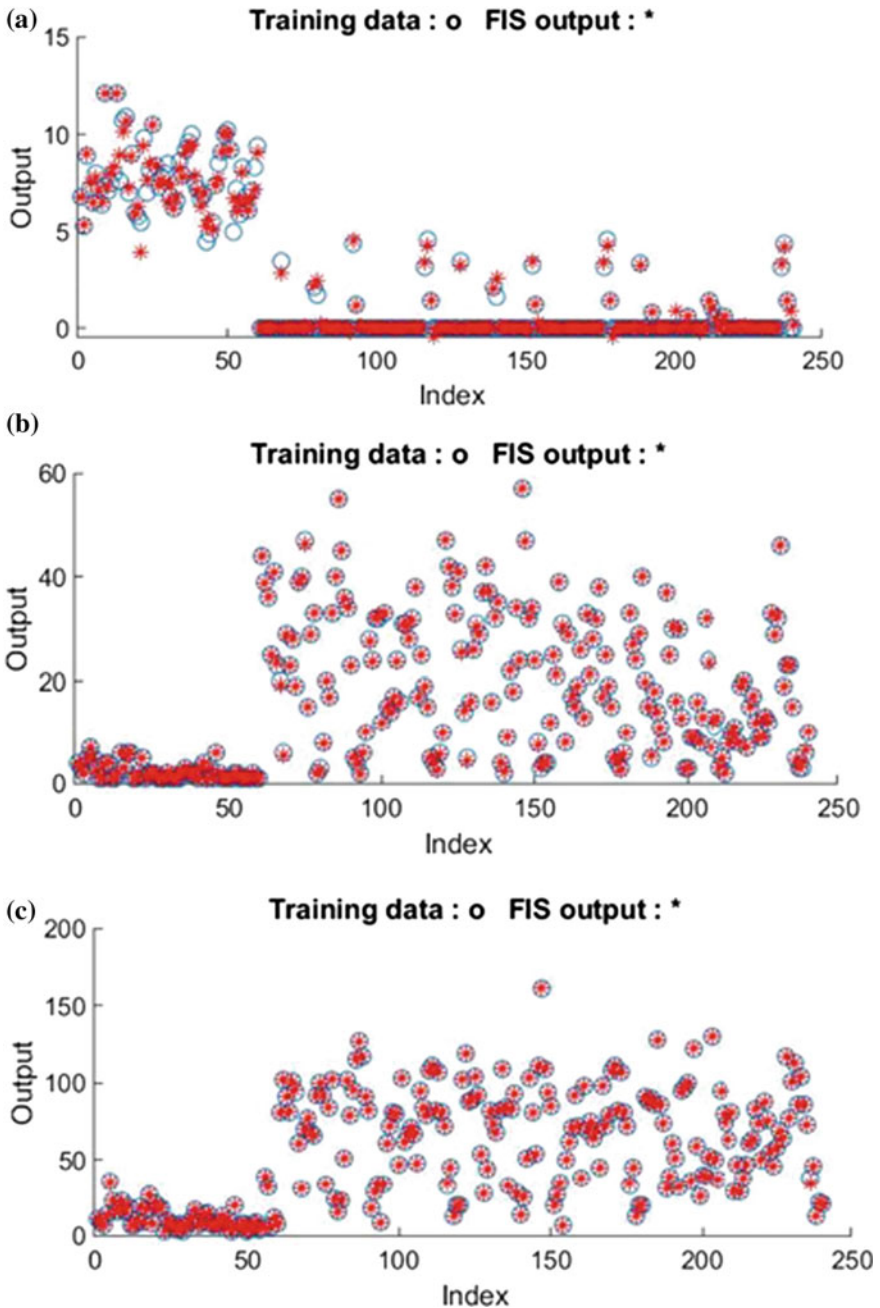 (a)
Training data : o FIS output : *
15
10
5
0
Output
0 50 100 150 200 250
Index
(b)
Training data : o FIS output : *
60
40
20
0
Output
0 50 100 150 200 250
Index
(c)
Training data : o FIS output : *
200
150
100
50
0
Output
0 50 100 150 200 250
Index